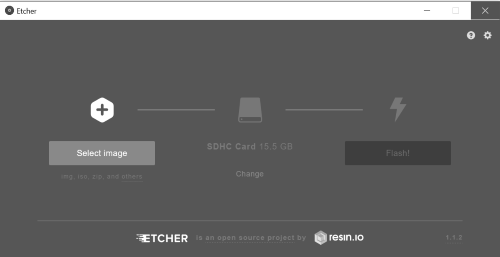 Etcher
Select image
img, iso, zip, and others
SDHC Card 15.5 GB
Change
Flash!
ETCHER is an open source project by resin.io
1.1.2